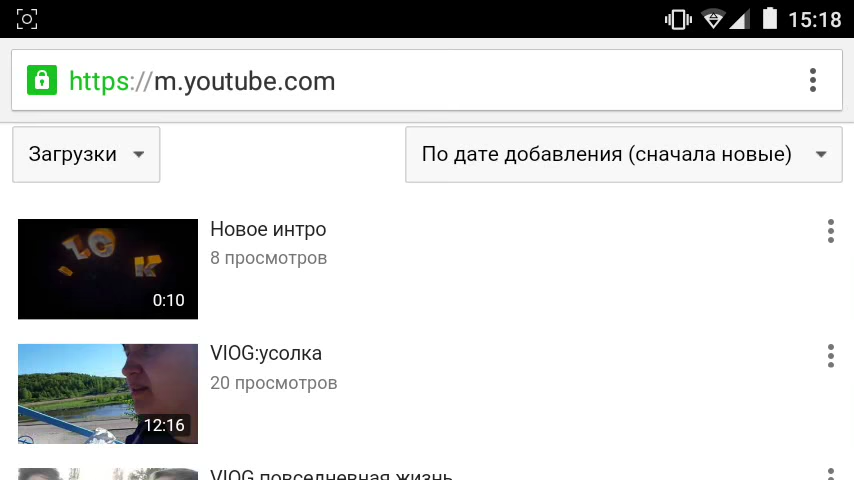 15:18
https://m.youtube.com
Загрузки
По дате добавления (сначала новые)
Новое интро
8 просмотров
0:10
VIOG:усолка
20 просмотров
12:16
VIOG повседневная жизнь